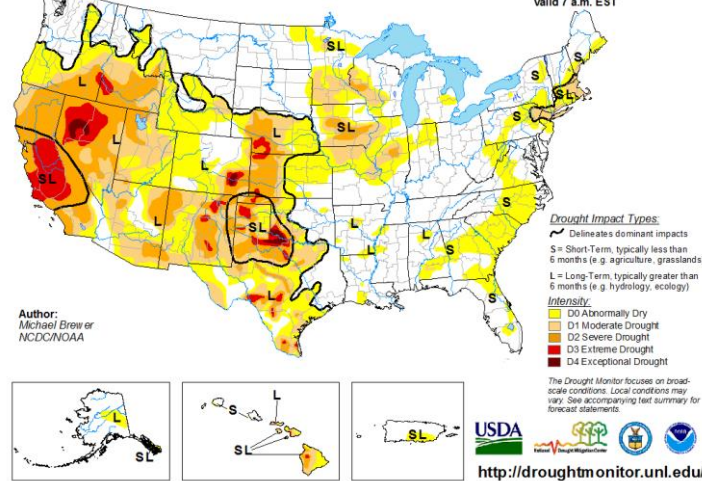 Valid 7 a.m. EST
SL
S
S
L
S
SL
L
SL
L
L
SL
L
SL
L
L
L
L
S
L
S
Drought Impact Types:
Delineates dominant impacts
S = Short-Term, typically less than
6 months (e.g. agriculture, grasslands
L = Long-Term, typically greater than
6 months (e.g. hydrology, ecology)
Intensity:
D0 Abnormally Dry
D1 Moderate Drought
D2 Severe Drought
D3 Extreme Drought
D4 Exceptional Drought
Author:
Michael Brewer
NCDC/NOAA
The Drought Monitor focuses on broad-
scale conditions. Local conditions may
vary. See accompanying text summary for
forecast statements.
L
SL
S
L
SL
SL
USDA
National Drought Mitigation Center
http://droughtmonitor.unl.edu/